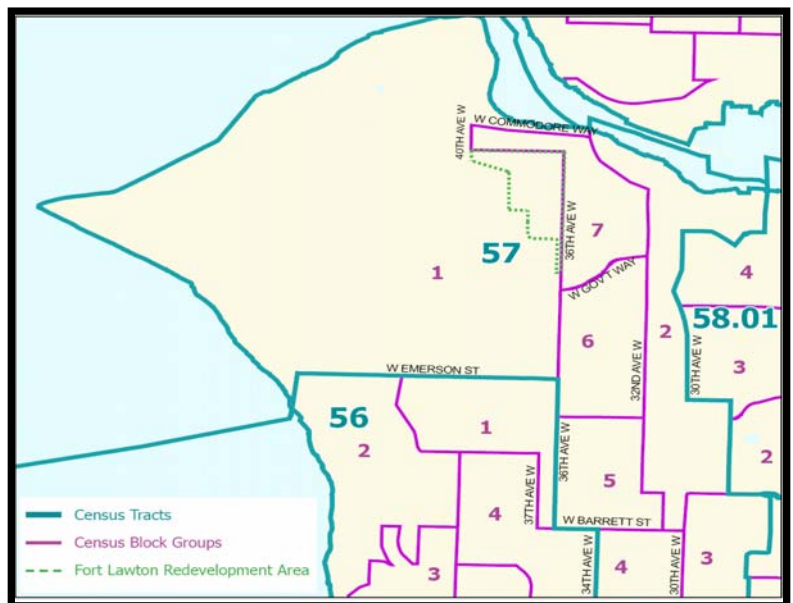 W COMMODORE WAY
40TH AVE W
36TH AVE W
7
57
1
W GOV'T WAY
4
58.01
2
6
32ND AVE W
30TH AVE W
3
W EMERSON ST
56
2
1
36TH AVE W
5
2
4
37TH AVE W
W BARRETT ST
3
34TH AVE W
4
30TH AVE W
3
Census Tracts
Census Block Groups
Fort Lawton Redevelopment Area